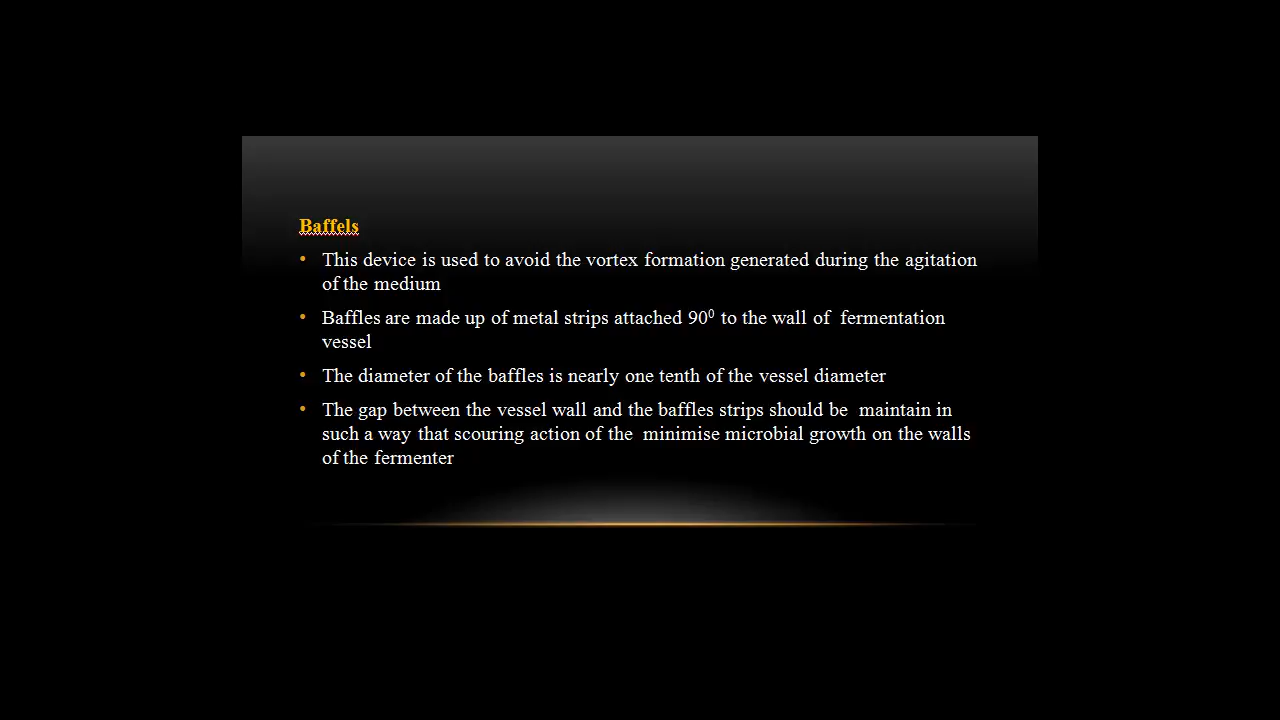 Baffels
• This device is used to avoid the vortex formation generated during the agitation
of the medium
• Baffles are made up of metal strips attached 90⁰ to the wall of  fermentation
vessel
• The diameter of the baffles is nearly one tenth of the vessel diameter
• The gap between the vessel wall and the baffles strips should be  maintain in
such a way that scouring action of the  minimise microbial growth on the walls
of the fermenter